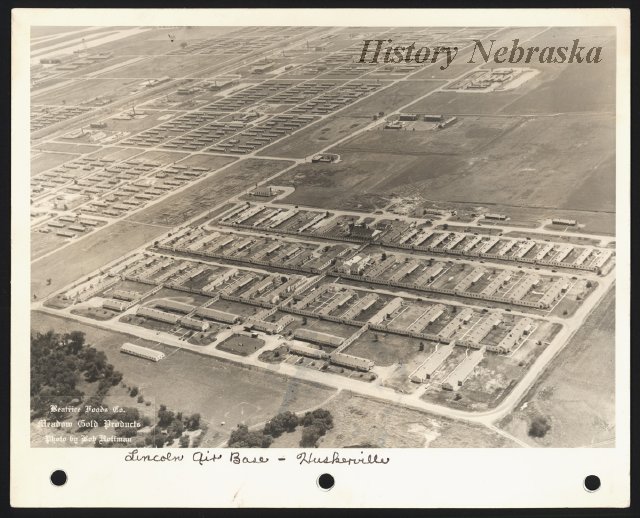 History Nebraska
Beatrice Foods Co.
Meadow Gold Products
Photo by Bob Hoffman
Lincoln Air Base - Huskerville